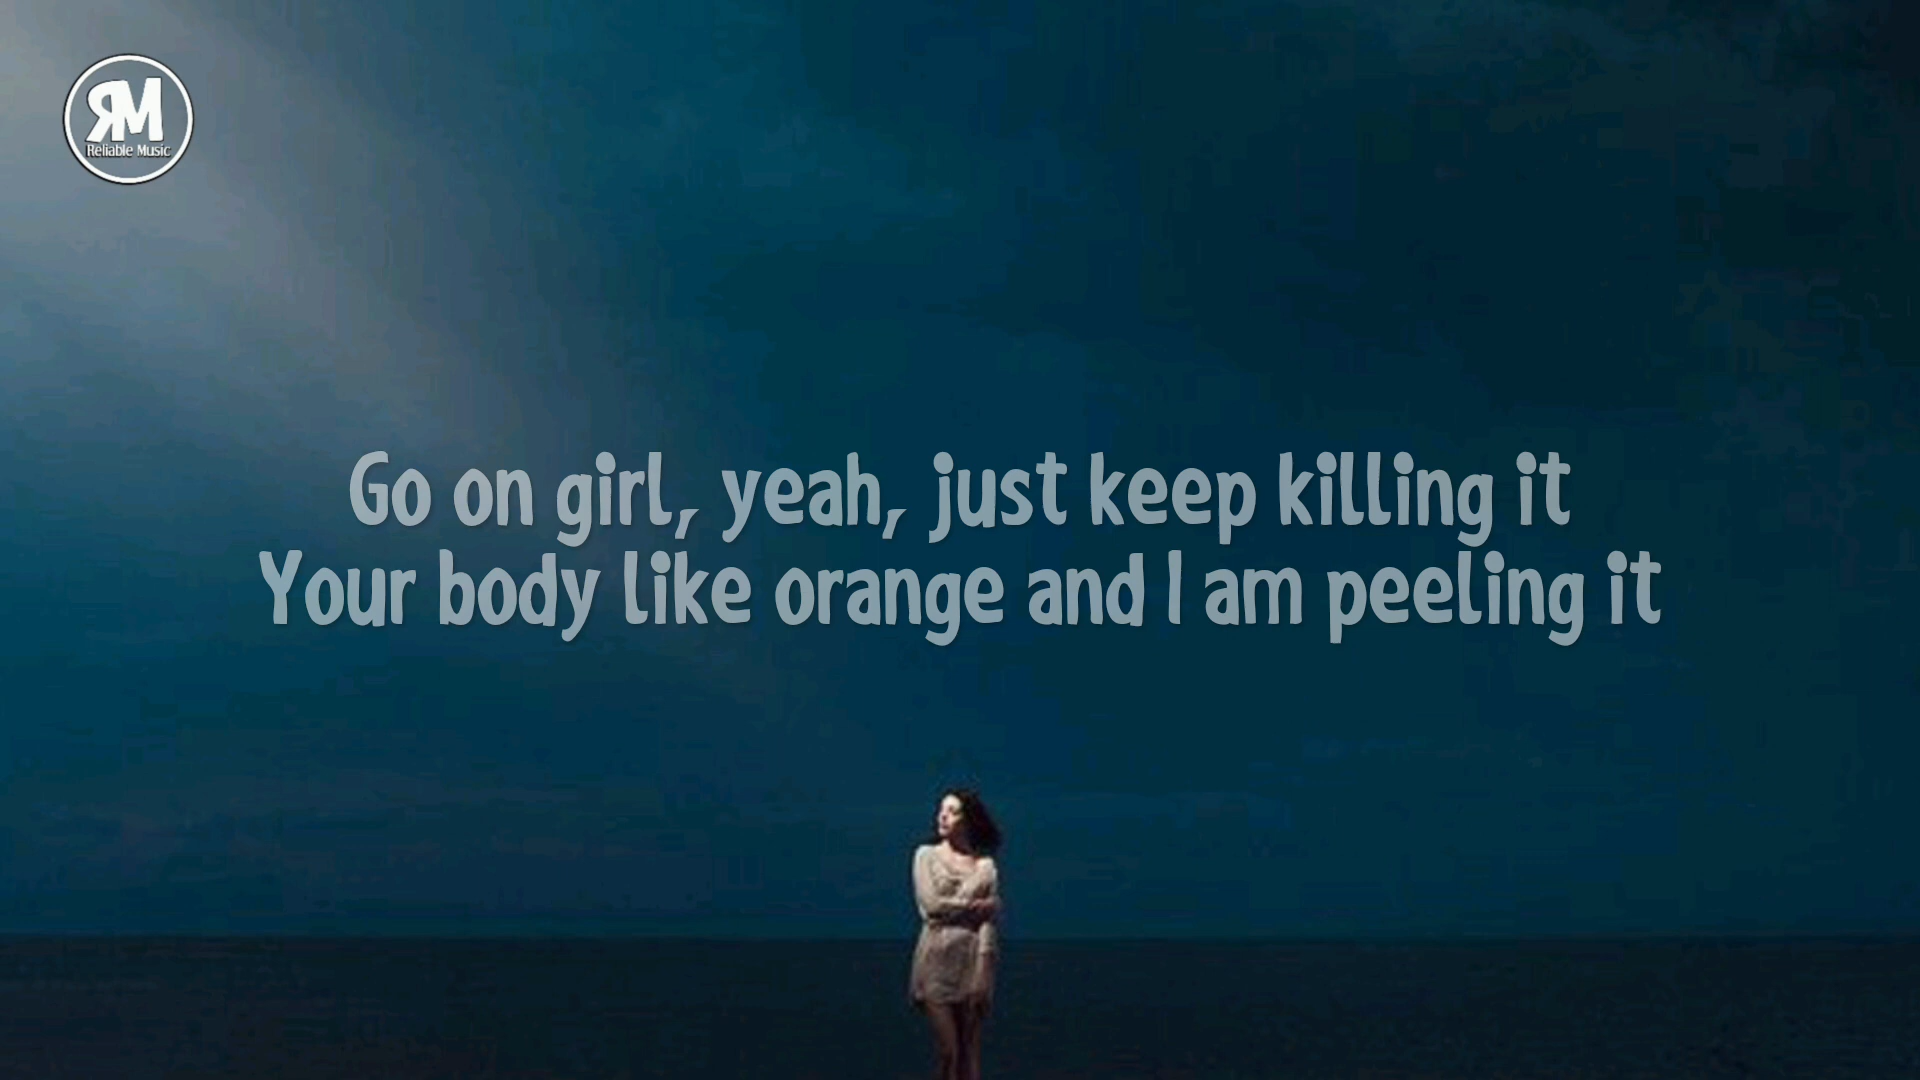 RM
Reliable Music
Go on girl, yeah, just keep killing it
Your body like orange and I am peeling it